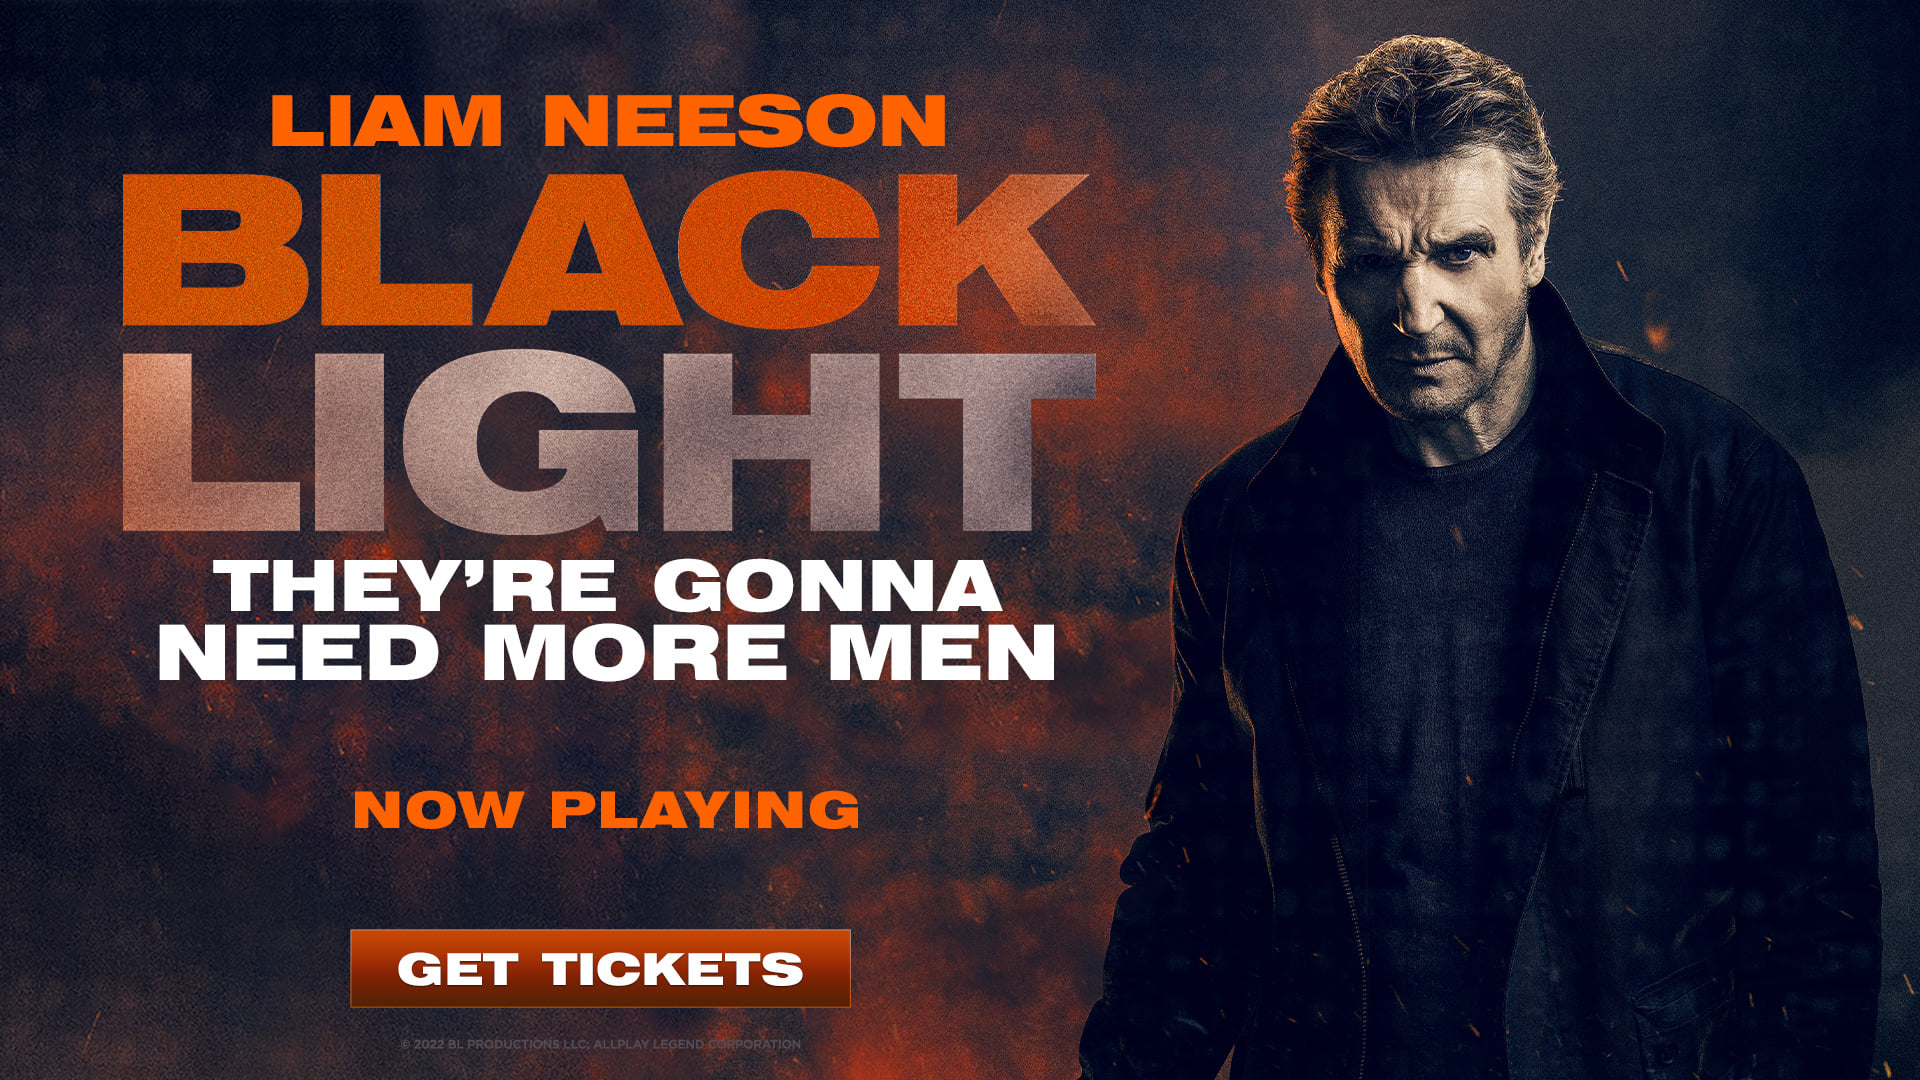 LIAM NEESON
BLACK
LIGHT
THEY’RE GONNA
NEED MORE MEN
NOW PLAYING
GET TICKETS
© 2022 BL PRODUCTIONS LLC; ALLPLAY LEGEND CORPORATION